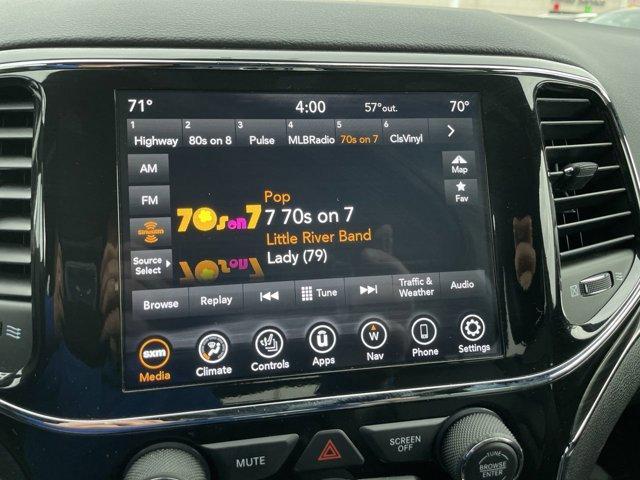 71° 4:00 57°out. 70°
1 2 3 4 5 6
Highway 80s on 8 Pulse MLBRadio 70s on 7 ClsVinyl
AM
Map
FM
Fav
Pop
70s on 7
7 70s on 7
siriusxm
Little River Band
Source
Select
Lady (79)
Browse Replay Tune Traffic & Weather Audio
sxm ü W
Media Climate Controls Apps Nav Phone Settings
MUTE
SCREEN
OFF
TUNE
BROWSE
ENTER